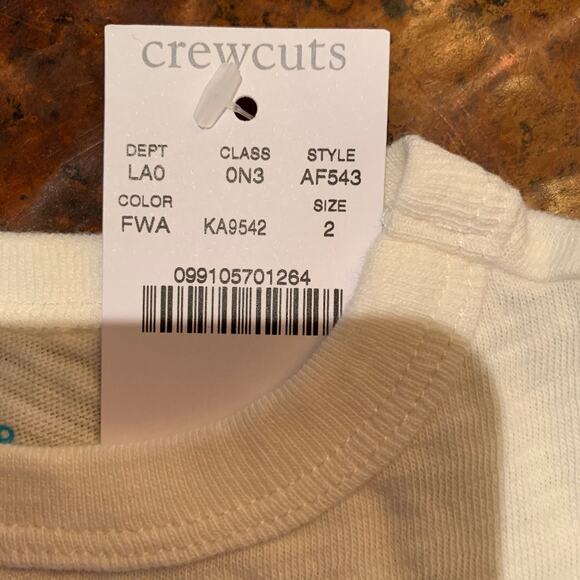 crewcuts
DEPT CLASS STYLE
LA0 0N3 AF543
COLOR SIZE
FWA KA9542 2
099105701264